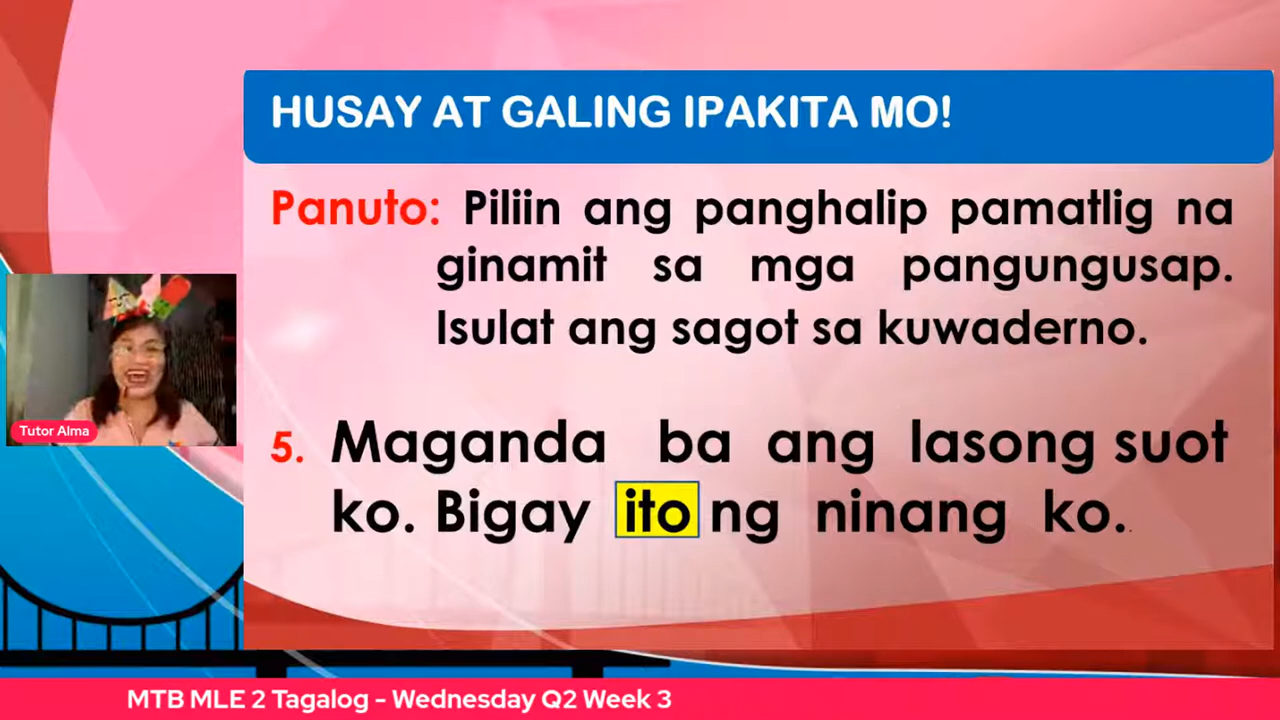 HUSAY AT GALING IPAKITA MO!
Panuto: Piliin ang panghalip pamatlig na
ginamit sa mga pangungusap.
Isulat ang sagot sa kuwaderno.
5. Maganda ba ang lasong suot
ko. Bigay ito ng ninang ko..
Tutor Alma
MTB MLE 2 Tagalog - Wednesday Q2 Week 3